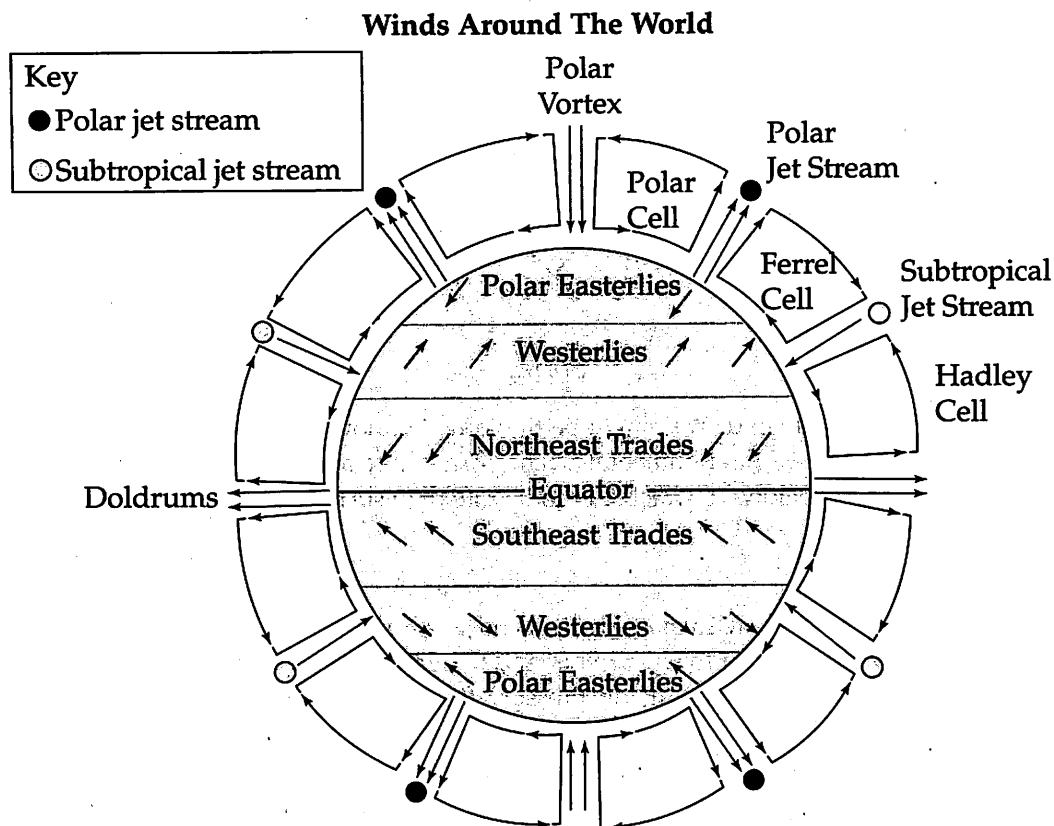 Winds Around The World
Key
Polar jet stream
Subtropical jet stream
Polar
Vortex
Polar
Jet Stream
Polar
Cell
Ferrel
Cell
Subtropical
Jet Stream
Hadley
Cell
Polar Easterlies
Westerlies
Northeast Trades
Doldrums
Equator
Southeast Trades
Westerlies
Polar Easterlies